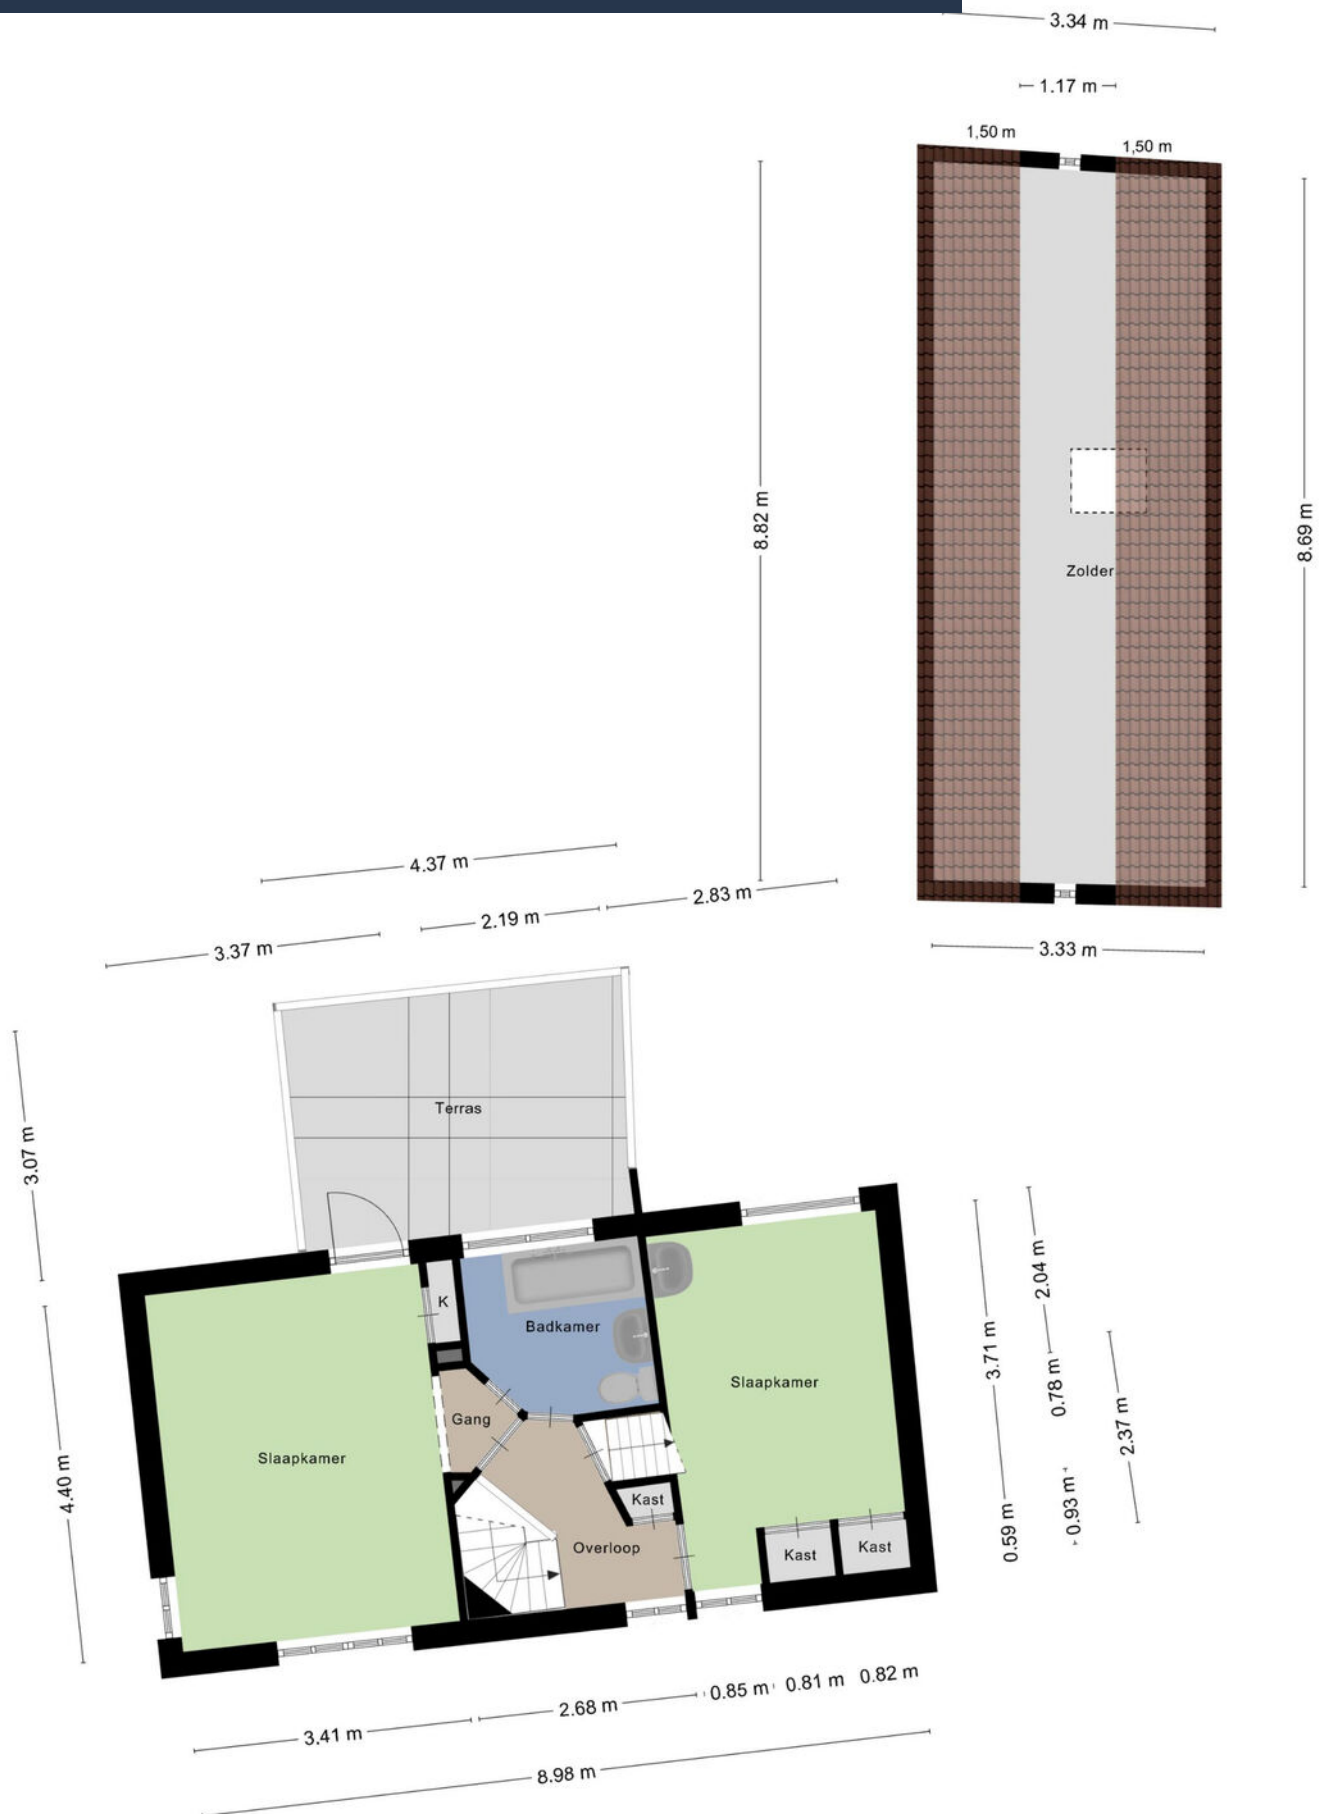 3.34 m
1.17 m
1,50 m
1,50 m
8.82 m
8.69 m
Zolder
3.33 m
4.37 m
2.83 m
2.19 m
3.37 m
3.07 m
Terras
K
Badkamer
Slaapkamer
Gang
Slaapkamer
Kast
Overloop
Kast
Kast
4.40 m
2.04 m
3.71 m
0.78 m
2.37 m
0.93 m
0.59 m
0.85 m
0.81 m
0.82 m
2.68 m
3.41 m
8.98 m